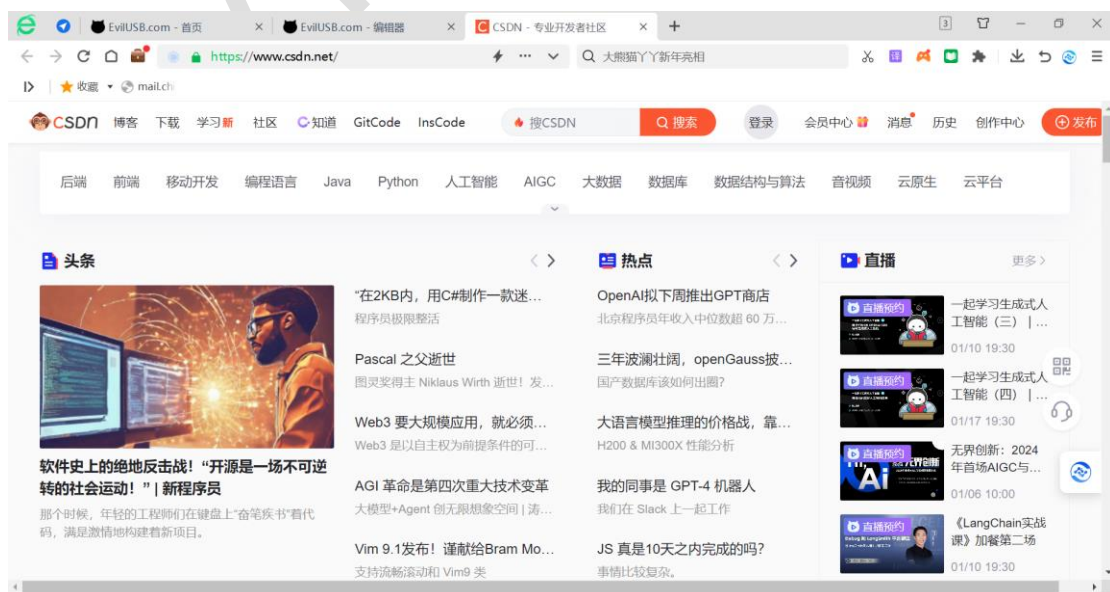 EvilUSB.com - 首页
EvilUSB.com - 编辑器
CSDN - 专业开发者社区
3
https://www.csdn.net/
大熊猫丫丫新年亮相
译
收藏
mail.ch
CSDN 博客 下载 学习新 社区 C知道 GitCode InsCode 搜CSDN 搜索 登录 会员中心 消息 历史 创作中心 发布
后端 前端 移动开发 编程语言 Java Python 人工智能 AIGC 大数据 数据库 数据结构与算法 音视频 云原生 云平台
头条
软件史上的绝地反击战！“开源是一场不可逆
转的社会运动！” | 新程序员
那个时候，年轻的工程师们在键盘上“奋笔疾书”着代
码，满是激情地构建着新项目。
“在2KB内，用C#制作一款迷…
程序员极限整活
Pascal 之父逝世
图灵奖得主 Niklaus Wirth 逝世！发…
Web3 要大规模应用，就必须…
Web3 是以自主权为前提条件的可…
AGI 革命是第四次重大技术变革
大模型+Agent 创无限想象空间 | 涛…
Vim 9.1发布！谨献给Bram Mo…
支持流畅滚动和 Vim9 类
热点
OpenAI拟下周推出GPT商店
北京程序员年收入中位数超 60 万…
三年波澜壮阔，openGauss披…
国产数据库该如何出圈？
大语言模型推理的价格战，靠…
H200 & MI300X 性能分析
我的同事是 GPT-4 机器人
我们在 Slack 上一起工作
JS 真是10天之内完成的吗？
事情比较复杂。
直播
更多
直播预约
一起学习生成式人
工智能（三） | …
01/10 19:30
直播预约
一起学习生成式人
工智能（四） | …
01/17 19:30
直播预约
无界创新：2024
年首场AIGC与…
01/06 10:00
直播预约
《LangChain实战
课》加餐第二场
01/10 19:30